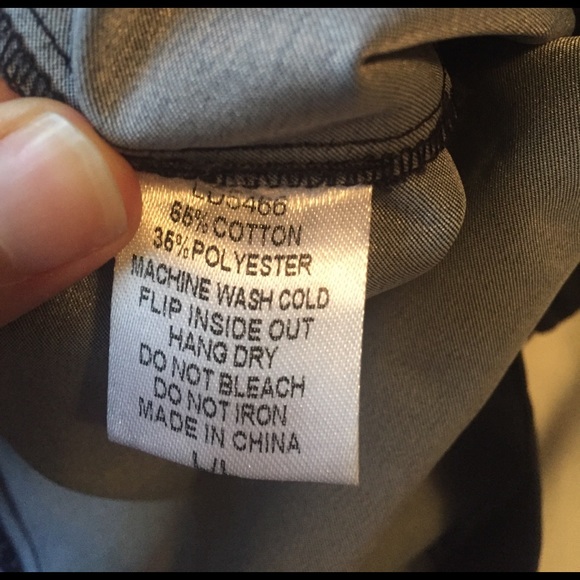 LD5466
65% COTTON
35% POLYESTER
MACHINE WASH COLD
FLIP INSIDE OUT
HANG DRY
DO NOT BLEACH
DO NOT IRON
MADE IN CHINA